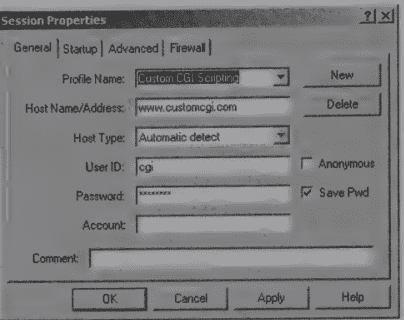 Session Properties
General Startup Advanced Firewall
Profile Name: Custom CGI Scripting New
Host Name/Address: www.customcgi.com Delete
Host Type: Automatic detect
User ID: cgi Anonymous
Password: ******** Save Pwd
Account:
Comment:
OK Cancel Apply Help